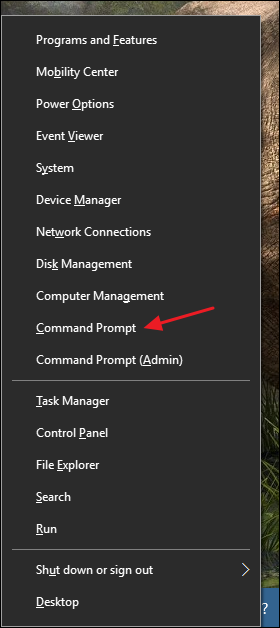 Programs and Features
Mobility Center
Power Options
Event Viewer
System
Device Manager
Network Connections
Disk Management
Computer Management
Command Prompt
Command Prompt (Admin)
Task Manager
Control Panel
File Explorer
Search
Run
Shut down or sign out
Desktop
?